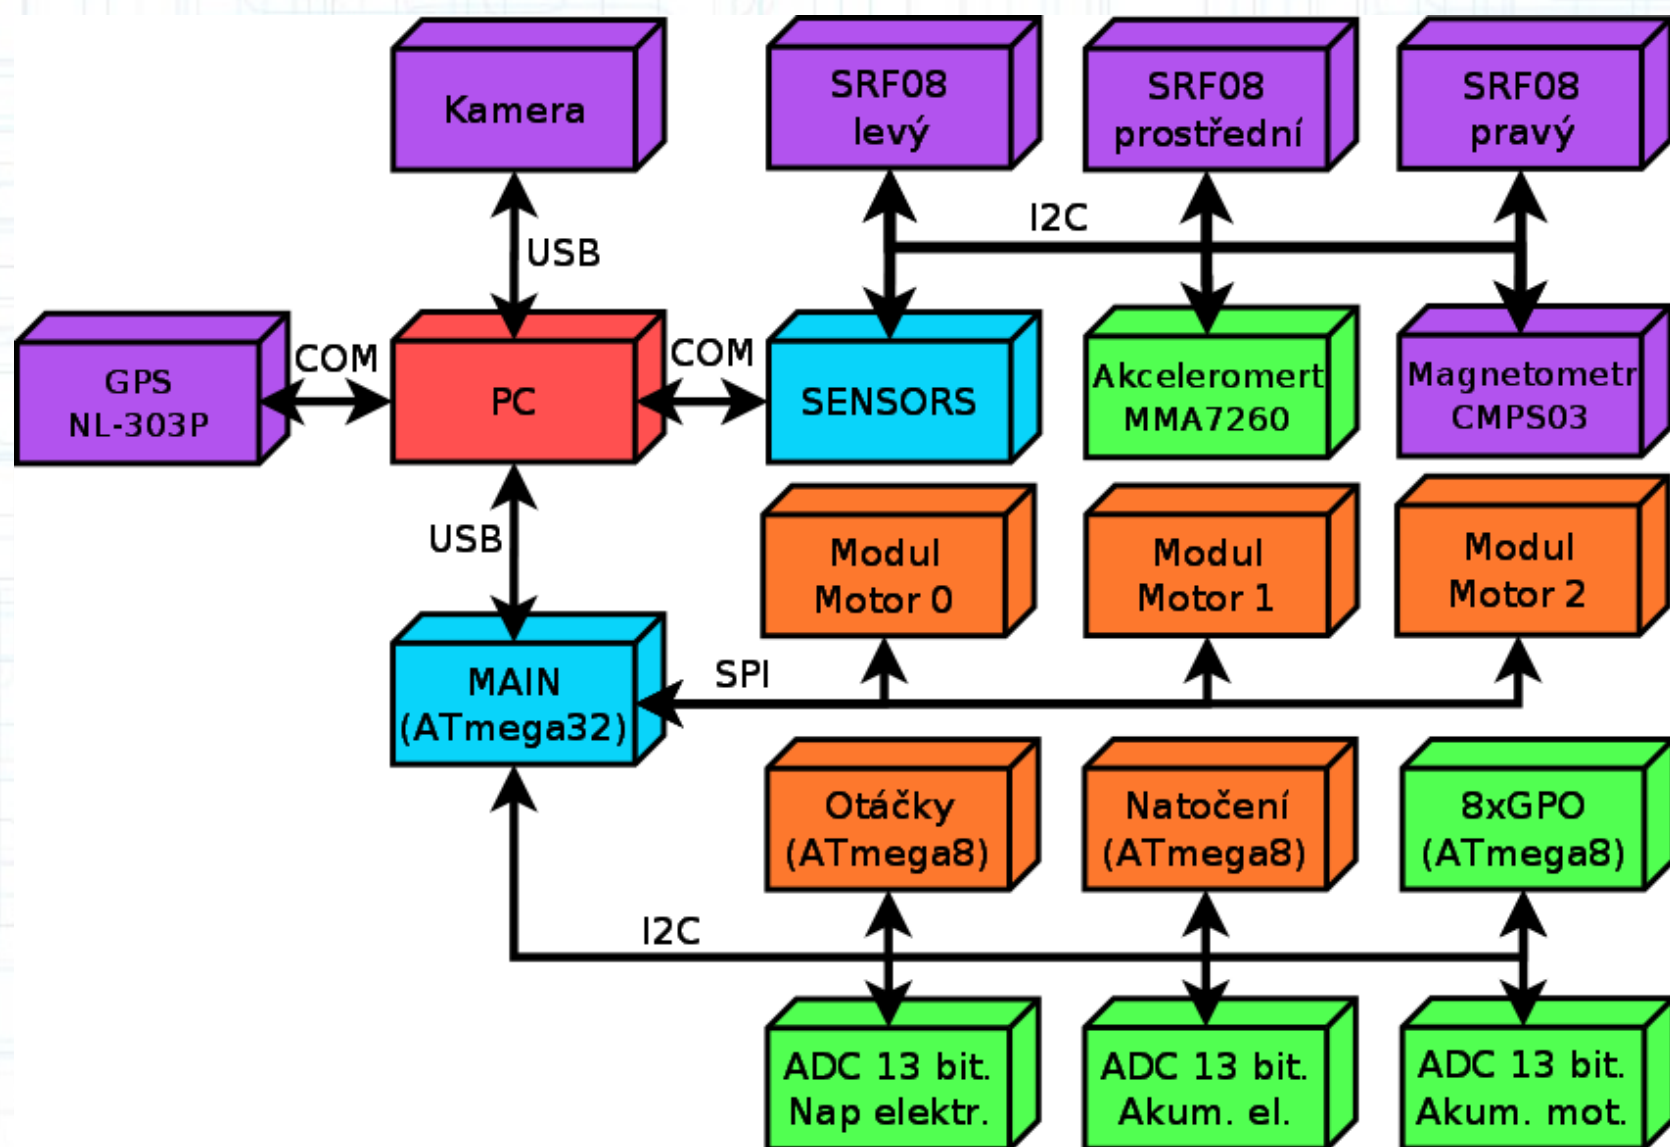 Kamera
SRF08
levý
SRF08
prostřední
SRF08
pravý
USB
I2C
GPS
NL-303P
COM
PC
COM
SENSORS
Akceleromert
MMA7260
Magnetometr
CMPS03
USB
Modul
Motor 0
Modul
Motor 1
Modul
Motor 2
MAIN
(ATmega32)
SPI
Otáčky
(ATmega8)
Natočení
(ATmega8)
8xGPO
(ATmega8)
I2C
ADC 13 bit.
Nap elektr.
ADC 13 bit.
Akum. el.
ADC 13 bit.
Akum. mot.